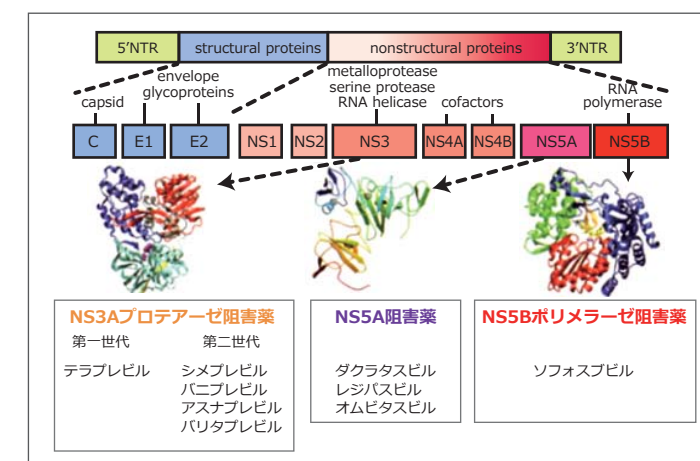 5’NTR structural proteins nonstructural proteins 3’NTR
capsid
envelope
glycoproteins
metalloprotease
serine protease
RNA helicase
cofactors
RNA
polymerase
C E1 E2 NS1 NS2 NS3 NS4A NS4B NS5A NS5B
NS3Aプロテアーゼ阻害薬
第一世代 第二世代
テラプレビル シメプレビル
バニプレビル
アスナプレビル
パリタプレビル
NS5A阻害薬
ダクラタスビル
レジパスビル
オムビタスビル
NS5Bポリメラーゼ阻害薬
ソフォスブビル